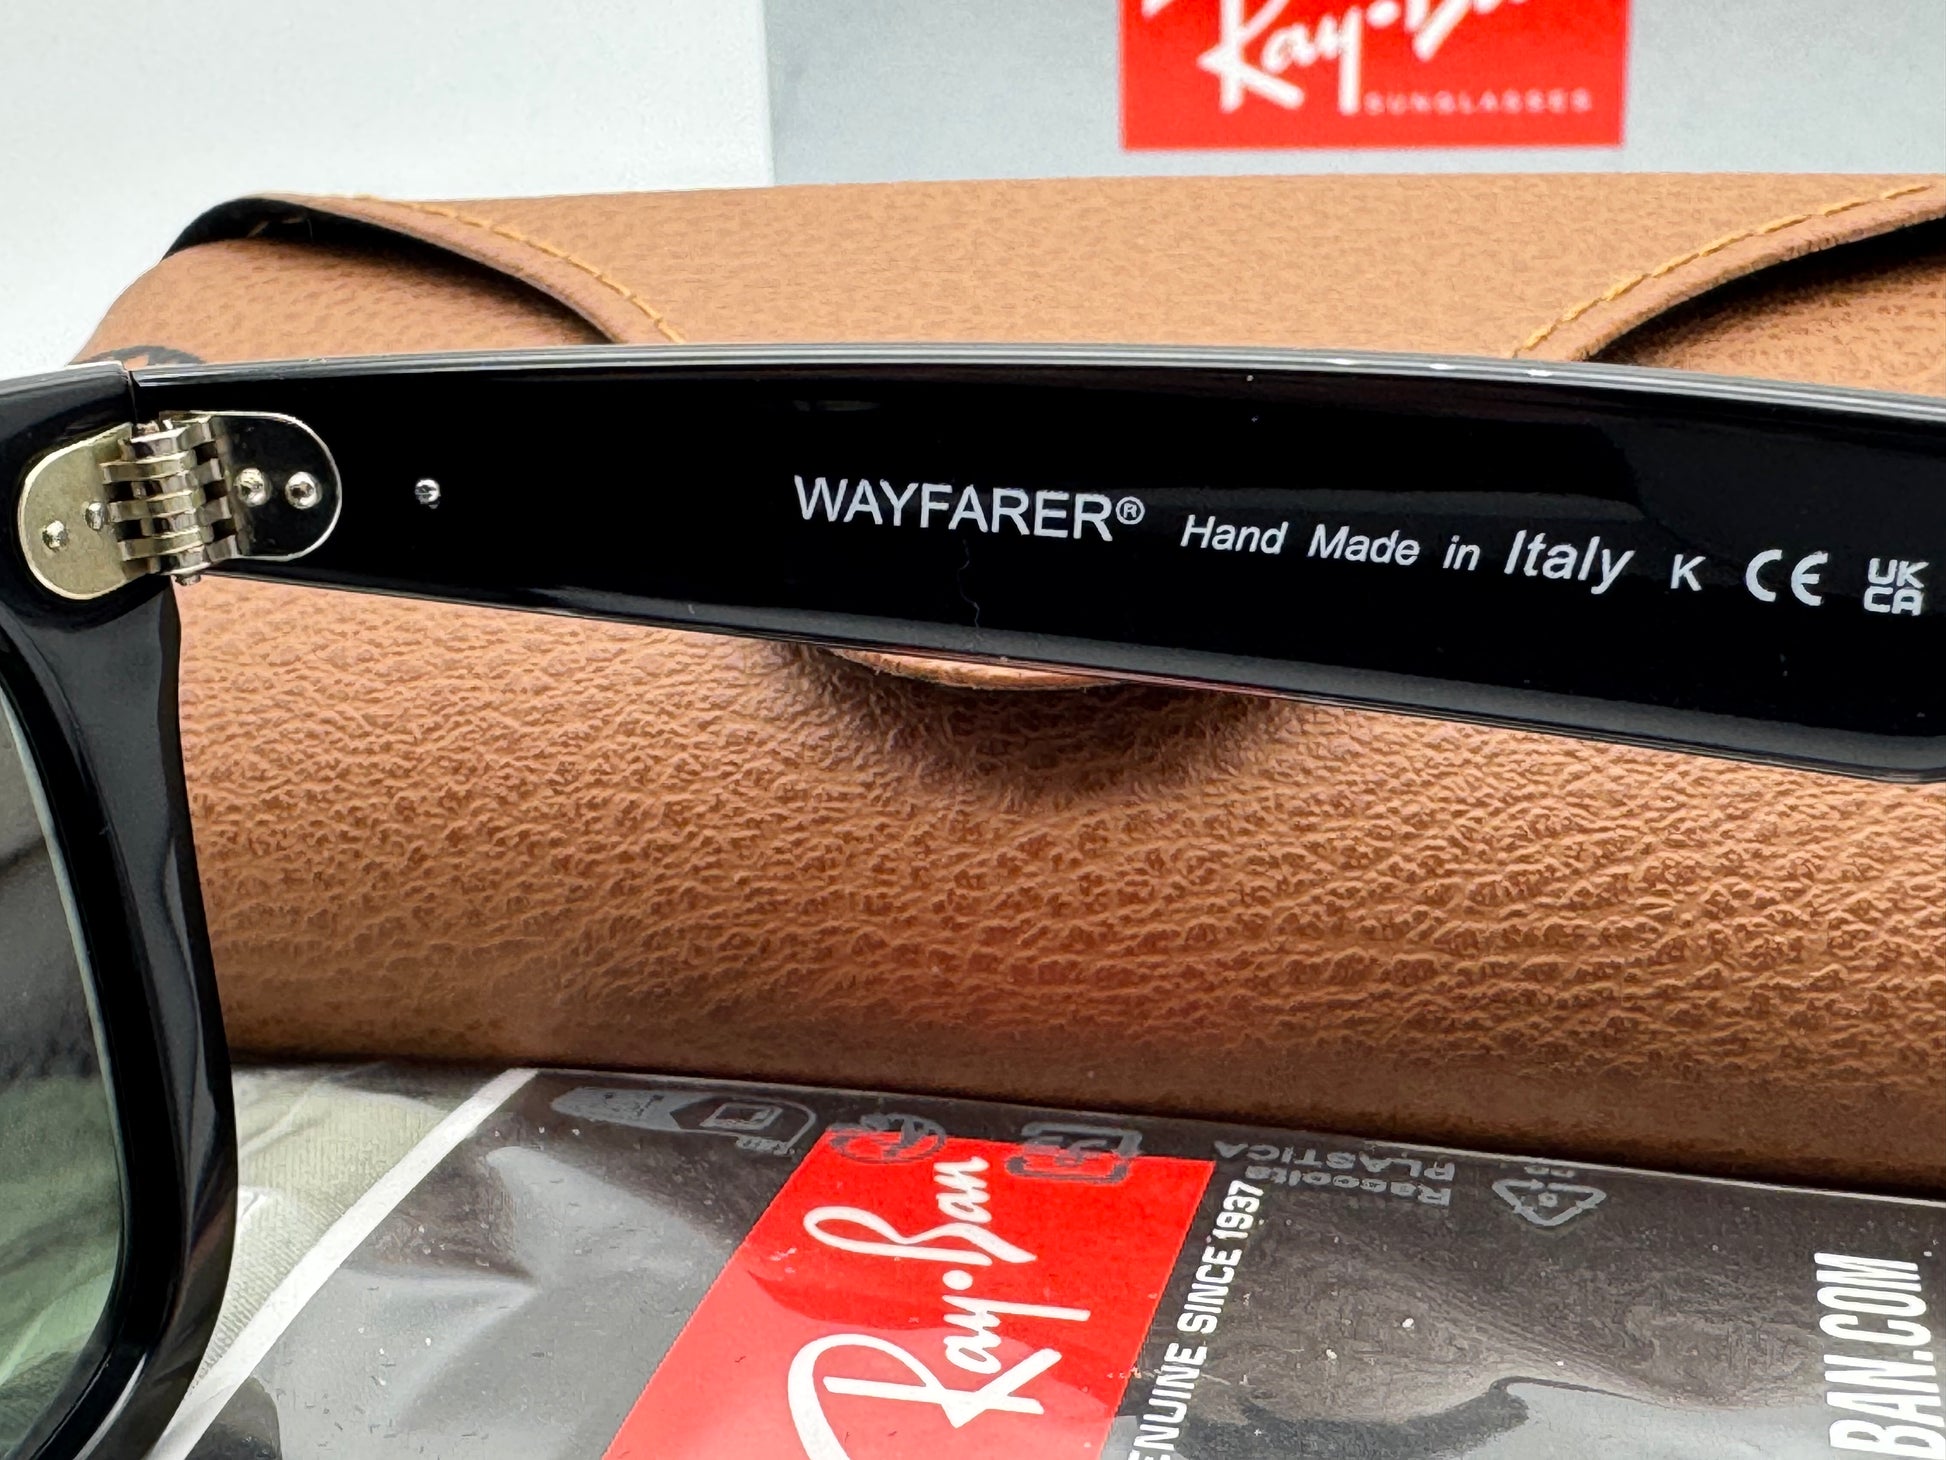 Ray-Ban
SUNGLASSES
WAYFARER® Hand Made in Italy K CE UK CA
Raccolta
PLASTICA
Ray-Ban
GENUINE SINCE 1937
BAN.COM